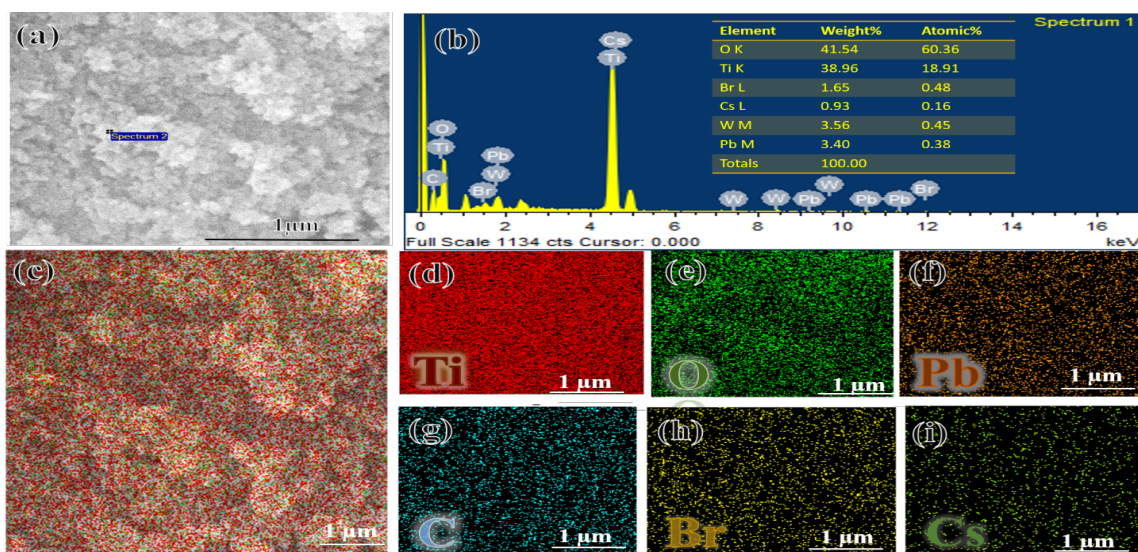 (a)
Spectrum 2
1µm
(b)
Spectrum 1
Element Weight% Atomic%
O K 41.54 60.36
Ti K 38.96 18.91
Br L 1.65 0.48
Cs L 0.93 0.16
W M 3.56 0.45
Pb M 3.40 0.38
Totals 100.00
Cs
Ti
O
Ti
C
Pb
W
Br
W
W
Pb
W
Pb
Pb
Br
0 2 4 6 8 10 12 14 16
Full Scale 1134 cts Cursor: 0.000
keV
(c)
1 µm
(d)
Ti
1 µm
(e)
O
1 µm
(f)
Pb
1 µm
(g)
C
1 µm
(h)
Br
1 µm
(i)
Cs
1 µm